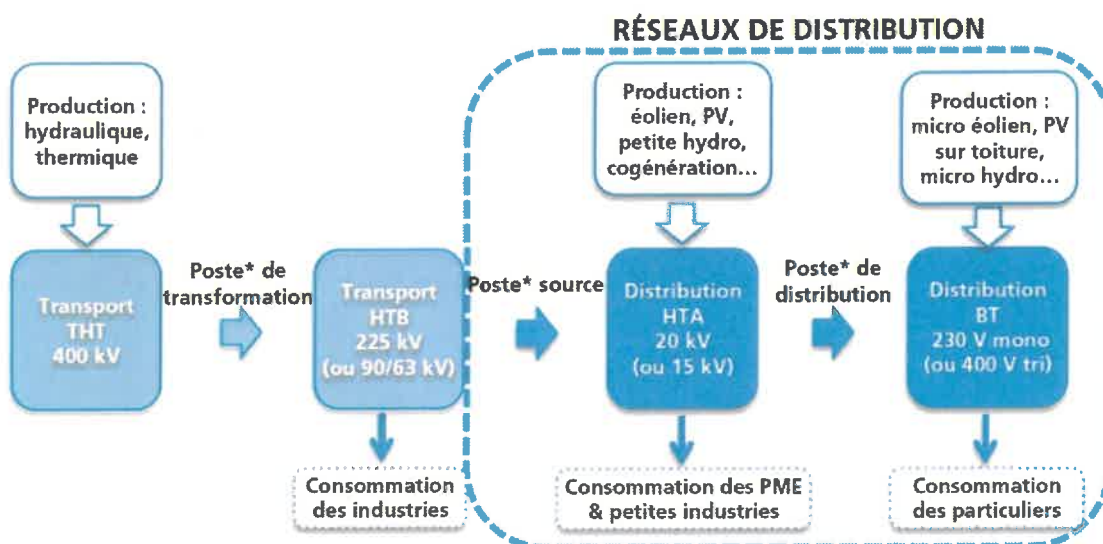 RÉSEAUX DE DISTRIBUTION
Production :
hydraulique,
thermique
Production :
éolien, PV,
petite hydro,
cogénération...
Production :
micro éolien, PV
sur toiture,
micro hydro...
Transport
THT
400 kV
Poste* de
transformation
Transport
HTB
225 kV
(ou 90/63 kV)
Poste* source
Distribution
HTA
20 kV
(ou 15 kV)
Poste* de
distribution
Distribution
BT
230 V mono
(ou 400 V tri)
Consommation
des industries
Consommation des PME
& petites industries
Consommation
des particuliers